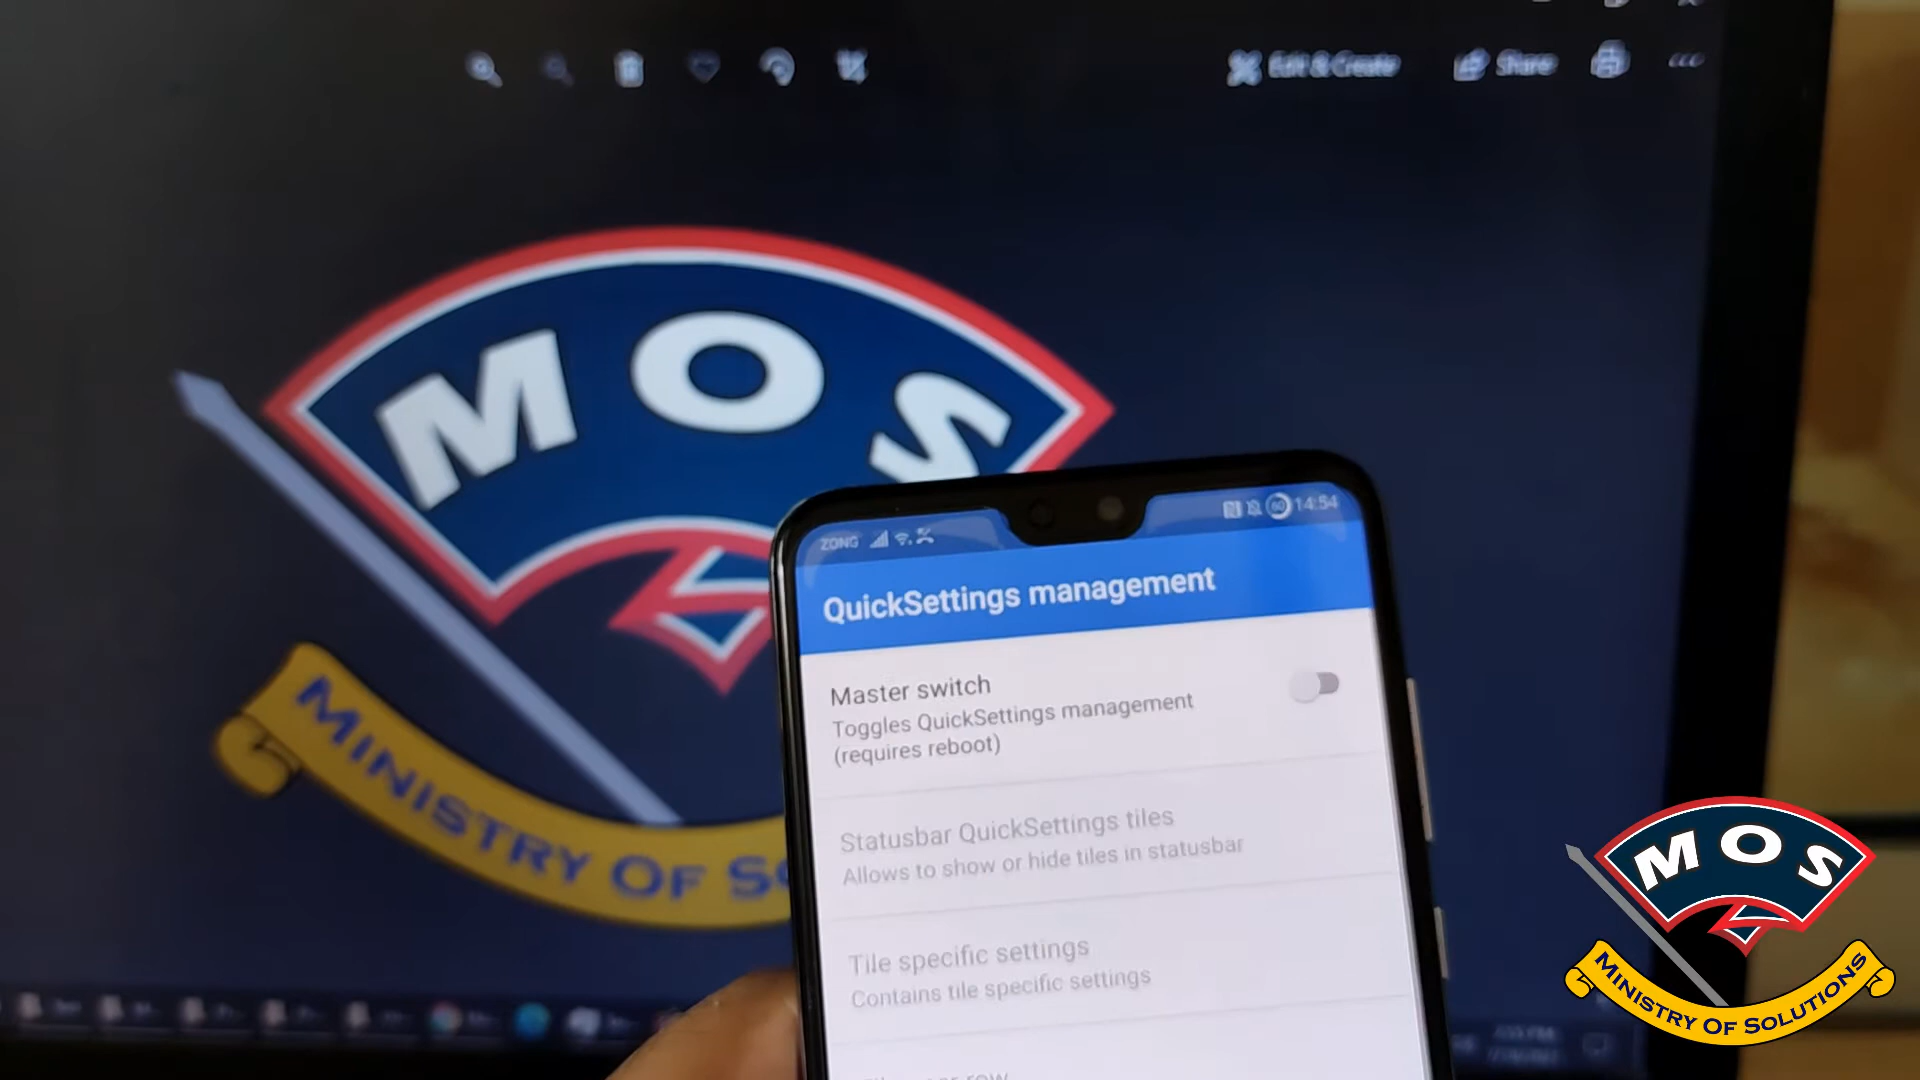 Edit & Create
Share
MOS
MINISTRY OF SO
ZONG
60
14:54
QuickSettings management
Master switch
Toggles QuickSettings management
(requires reboot)
Statusbar QuickSettings tiles
Allows to show or hide tiles in statusbar
Tile specific settings
Contains tile specific settings
MOS
MINISTRY OF SOLUTIONS